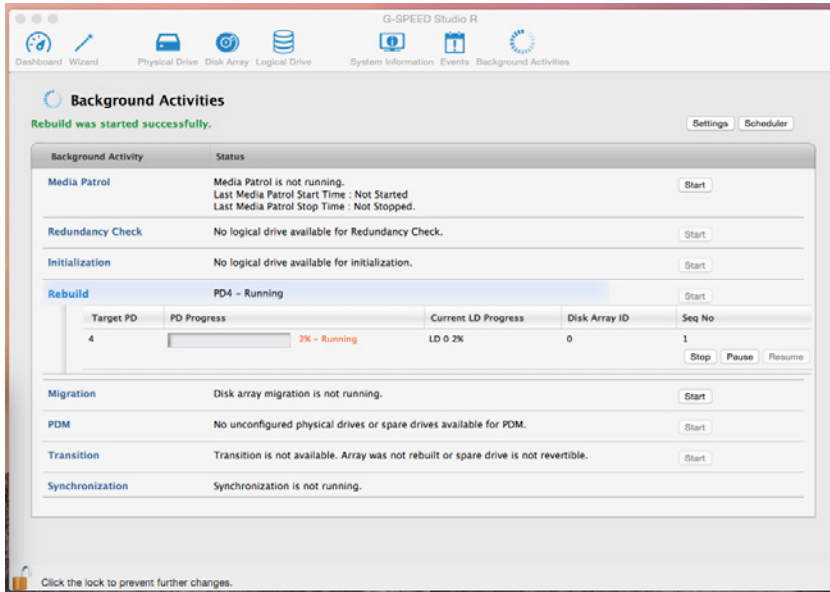 G-SPEED Studio R
Dashboard Wizard Physical Drive Disk Array Logical Drive System Information Events Background Activities
Background Activities
Rebuild was started successfully.
Settings Scheduler
Background Activity Status
Media Patrol Media Patrol is not running. Start
Last Media Patrol Start Time : Not Started
Last Media Patrol Stop Time : Not Stopped.
Redundancy Check No logical drive available for Redundancy Check. Start
Initialization No logical drive available for initialization. Start
Rebuild PD4 - Running Start
Target PD PD Progress Current LD Progress Disk Array ID Seq No
4 2% - Running LD 0 2% 0 1
Stop Pause Resume
Migration Disk array migration is not running. Start
PDM No unconfigured physical drives or spare drives available for PDM. Start
Transition Transition is not available. Array was not rebuilt or spare drive is not revertible. Start
Synchronization Synchronization is not running.
Click the lock to prevent further changes.